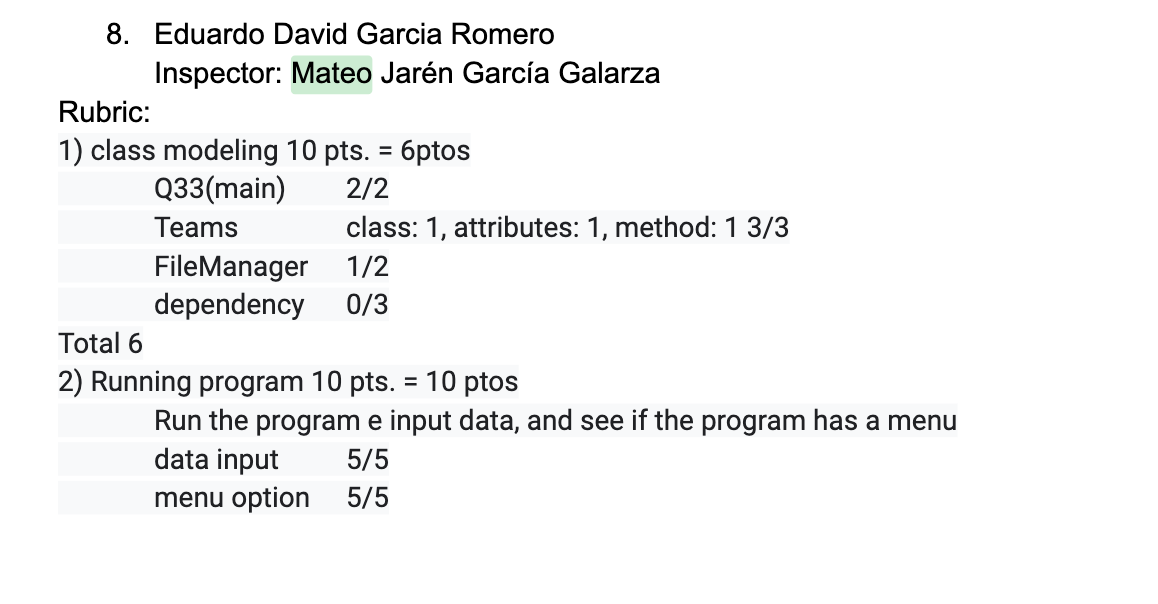 8. Eduardo David Garcia Romero
Inspector: Mateo Jarén García Galarza
Rubric:
1) class modeling 10 pts. = 6ptos
Q33(main) 2/2
Teams class: 1, attributes: 1, method: 1 3/3
FileManager 1/2
dependency 0/3
Total 6
2) Running program 10 pts. = 10 ptos
Run the program e input data, and see if the program has a menu
data input 5/5
menu option 5/5